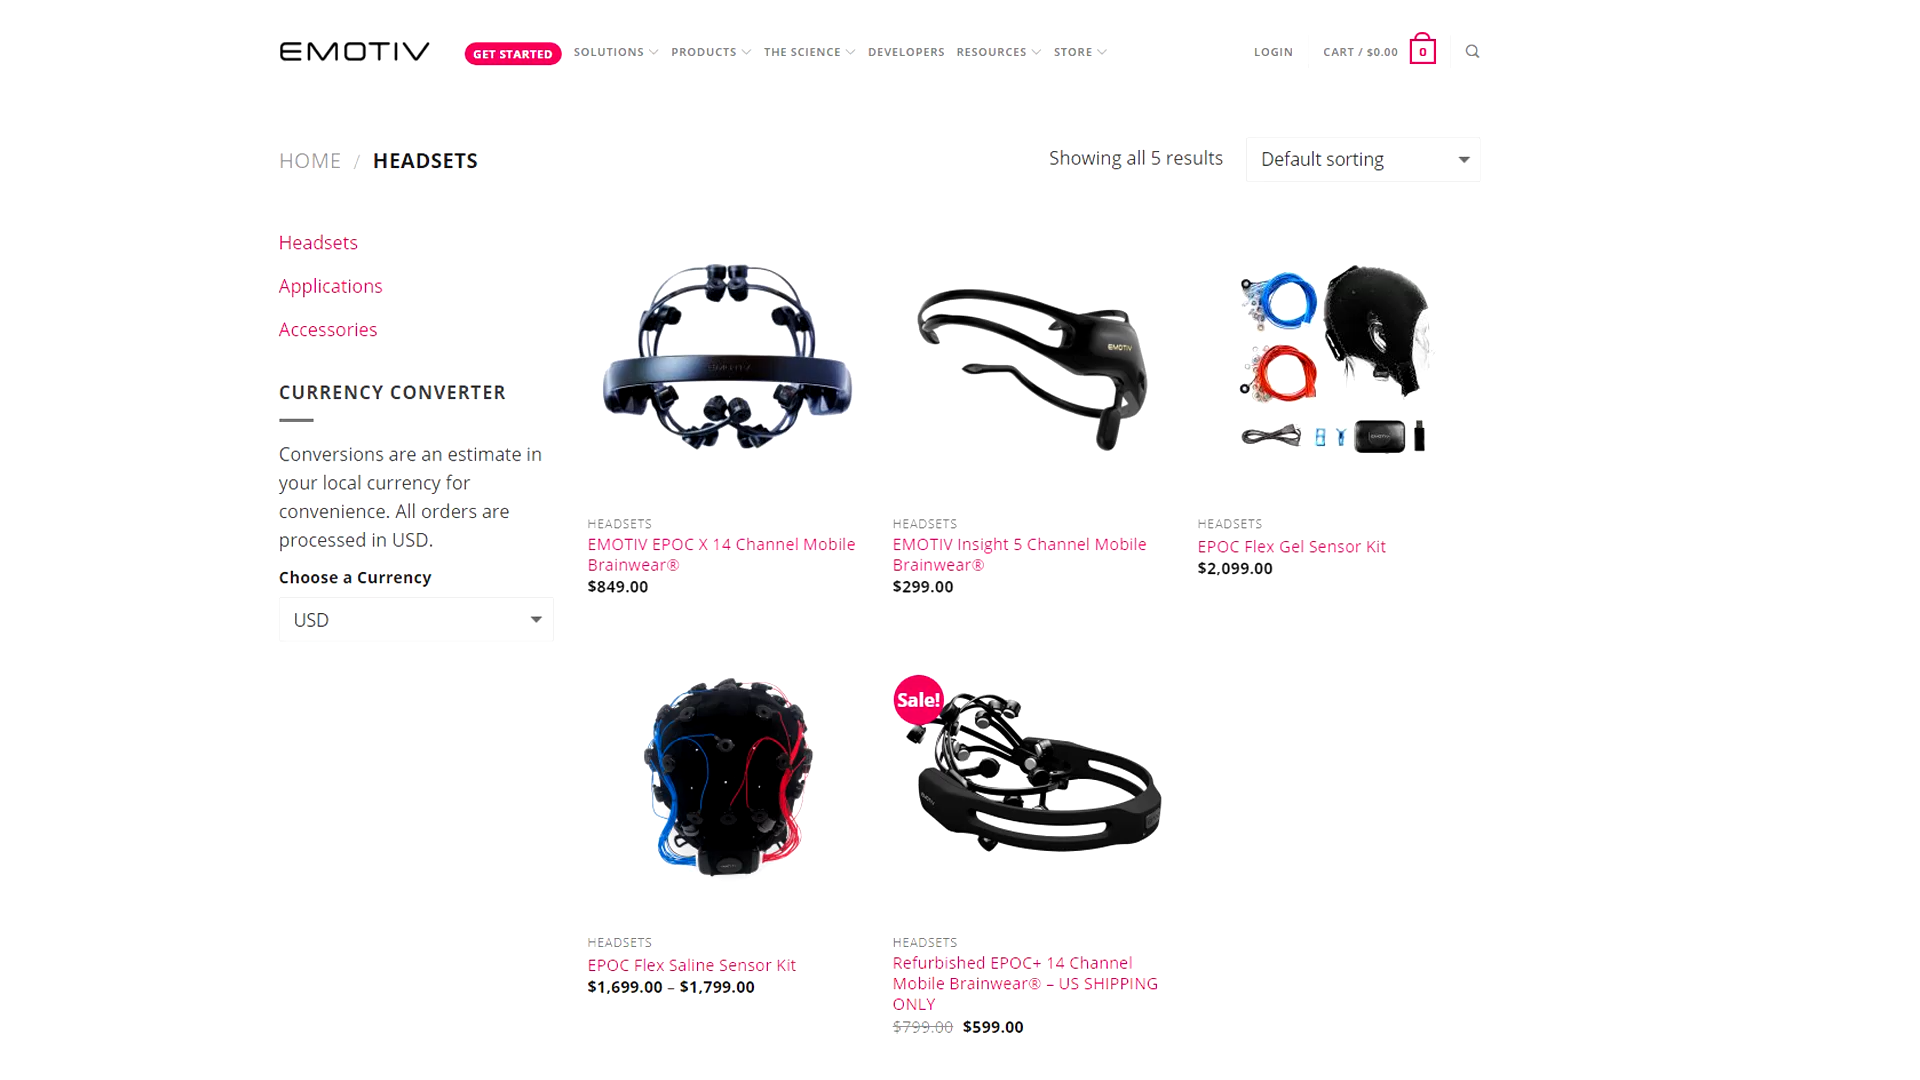 EMOTIV
GET STARTED
SOLUTIONS
PRODUCTS
THE SCIENCE
DEVELOPERS
RESOURCES
STORE
LOGIN
CART / $0.00
0
HOME / HEADSETS
Showing all 5 results
Default sorting
Headsets
Applications
Accessories
CURRENCY CONVERTER
Conversions are an estimate in
your local currency for
convenience. All orders are
processed in USD.
Choose a Currency
USD
EMOTIV
HEADSETS
EMOTIV EPOC X 14 Channel Mobile
Brainwear®
$849.00
EMOTIV
HEADSETS
EMOTIV Insight 5 Channel Mobile
Brainwear®
$299.00
EMOTIV
HEADSETS
EPOC Flex Gel Sensor Kit
$2,099.00
HEADSETS
EPOC Flex Saline Sensor Kit
$1,699.00 – $1,799.00
Sale!
EMOTIV
HEADSETS
Refurbished EPOC+ 14 Channel
Mobile Brainwear® – US SHIPPING
ONLY
$799.00 $599.00